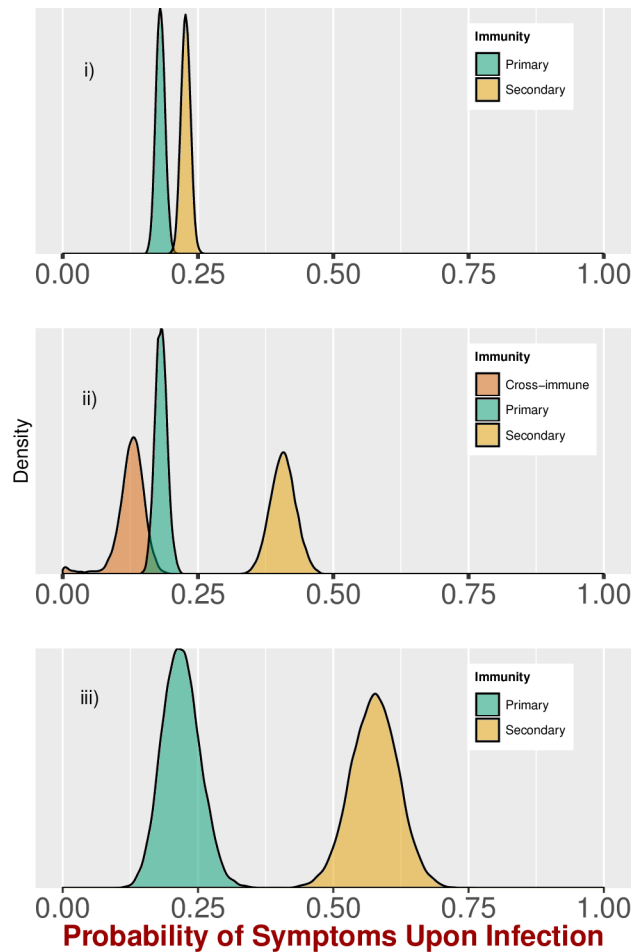 Immunity
i)
Primary
Secondary
0.00 0.25 0.50 0.75 1.00
Immunity
ii)
Cross−immune
Primary
Secondary
Density
0.00 0.25 0.50 0.75 1.00
Immunity
iii)
Primary
Secondary
0.00 0.25 0.50 0.75 1.00
Probability of Symptoms Upon Infection